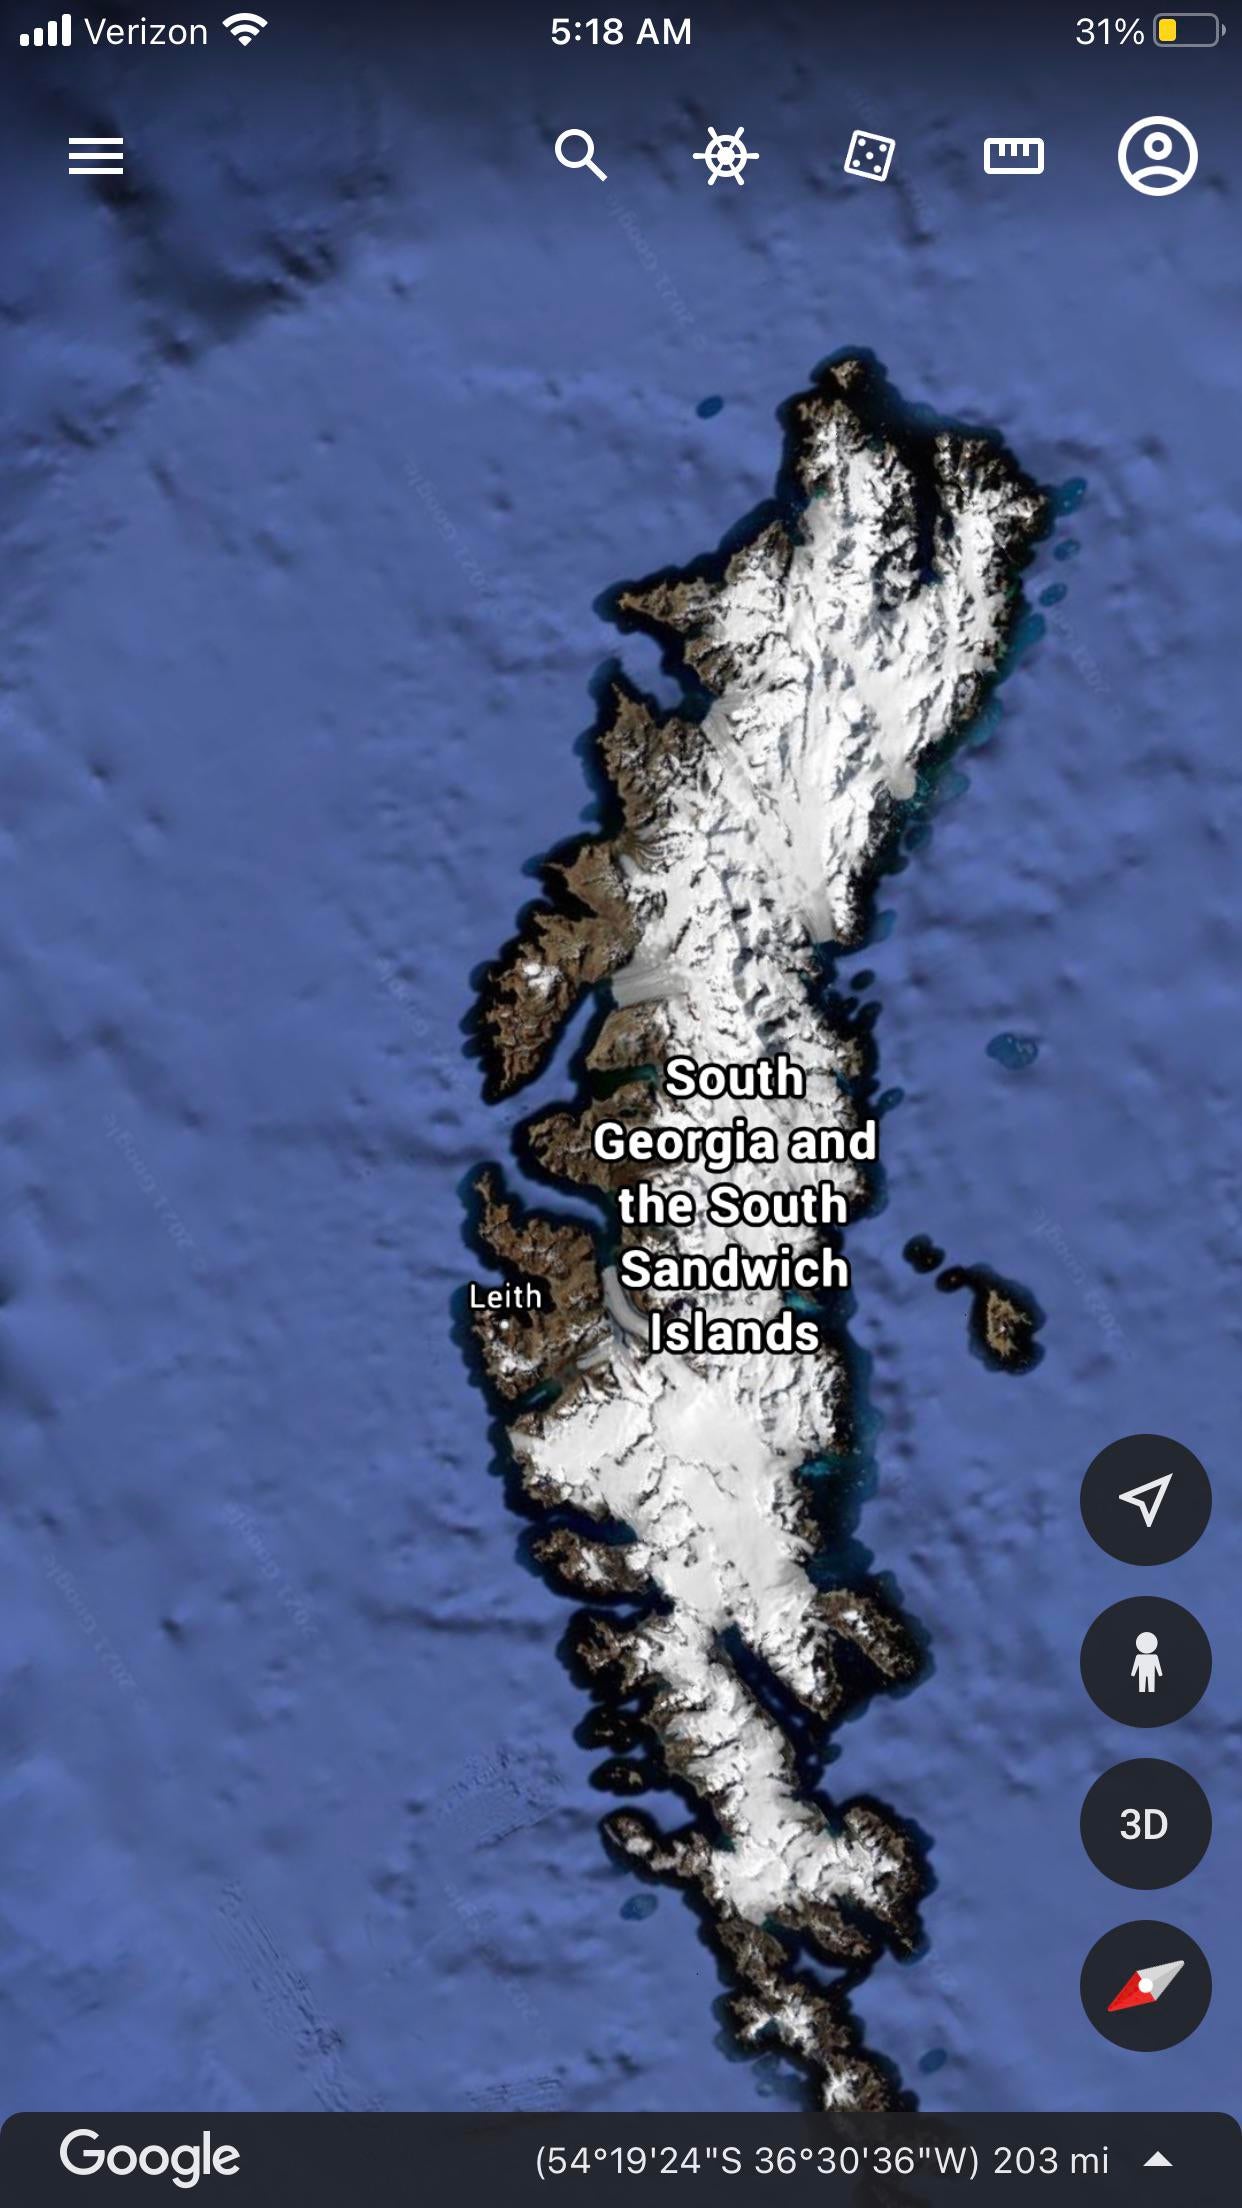 Verizon 5:18 AM 31%
South
Georgia and
the South
Sandwich
Islands
Leith
3D
Google (54°19'24"S 36°30'36"W) 203 mi